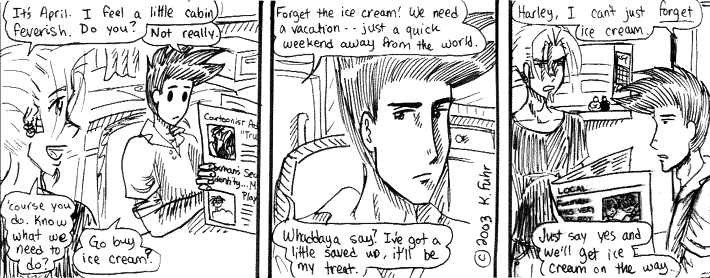 It's April. I feel a little cabin
feverish. Do you?
Not really.
'course you
do. Know
what we
need to
do?
Go buy
ice cream?
Cartoonist
"Tru
Identity...
Play
Forget the ice cream! We need
a vacation -- just a quick
weekend away from the world.
Whaddaya say? I've got a
little saved up, it'll be
my treat.
© 2003 K. Fuhr
Harley, I can't just forget
ice cream.
LOCAL
Just say yes and
we'll get ice
cream on the way.